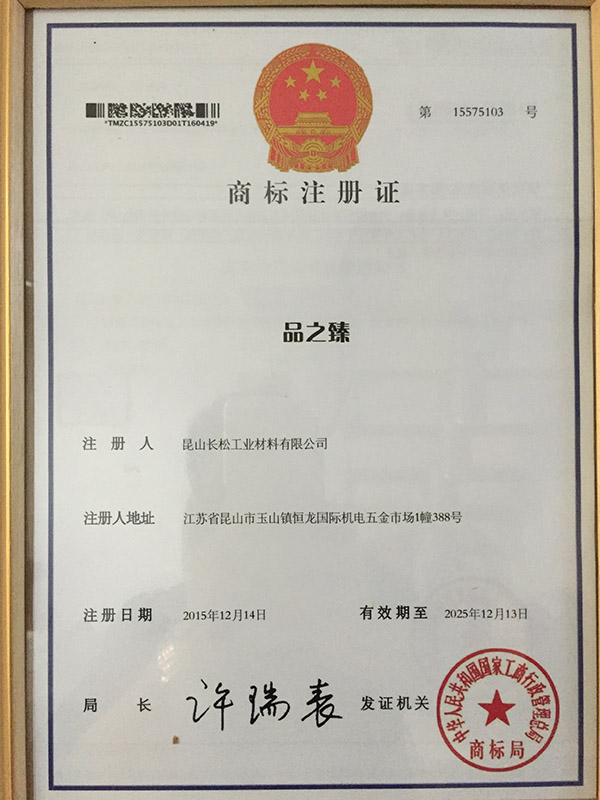 *TMZC15575103D01T160419*
第 15575103 号
商标注册证
品之臻
注册人 昆山长松工业材料有限公司
注册人地址 江苏省昆山市玉山镇恒龙国际机电五金市场1幢388号
注册日期 2015年12月14日 有效期至 2025年12月13日
局长 许瑞表 发证机关
中华人民共和国国家工商行政管理总局
商标局